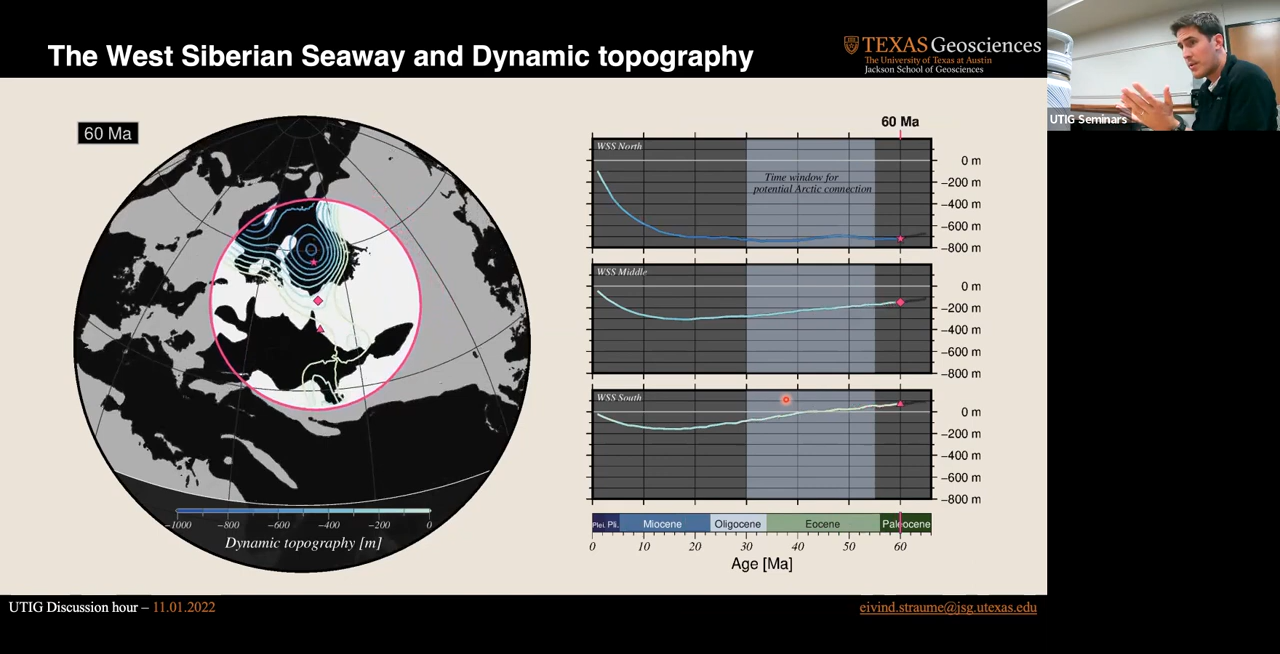 The West Siberian Seaway and Dynamic topography
TEXAS Geosciences
The University of Texas at Austin
Jackson School of Geosciences
UTIG Seminars
60 Ma
60 Ma
WSS North
Time window for
potential Arctic connection
0 m
−200 m
−400 m
−600 m
−800 m
WSS Middle
0 m
−200 m
−400 m
−600 m
−800 m
WSS South
0 m
−200 m
−400 m
−600 m
−800 m
Plei. Pli. Miocene Oligocene Eocene Paleocene
0 10 20 30 40 50 60
Age [Ma]
−1000 −800 −600 −400 −200 0
Dynamic topography [m]
UTIG Discussion hour – 11.01.2022
eivind.straume@jsg.utexas.edu